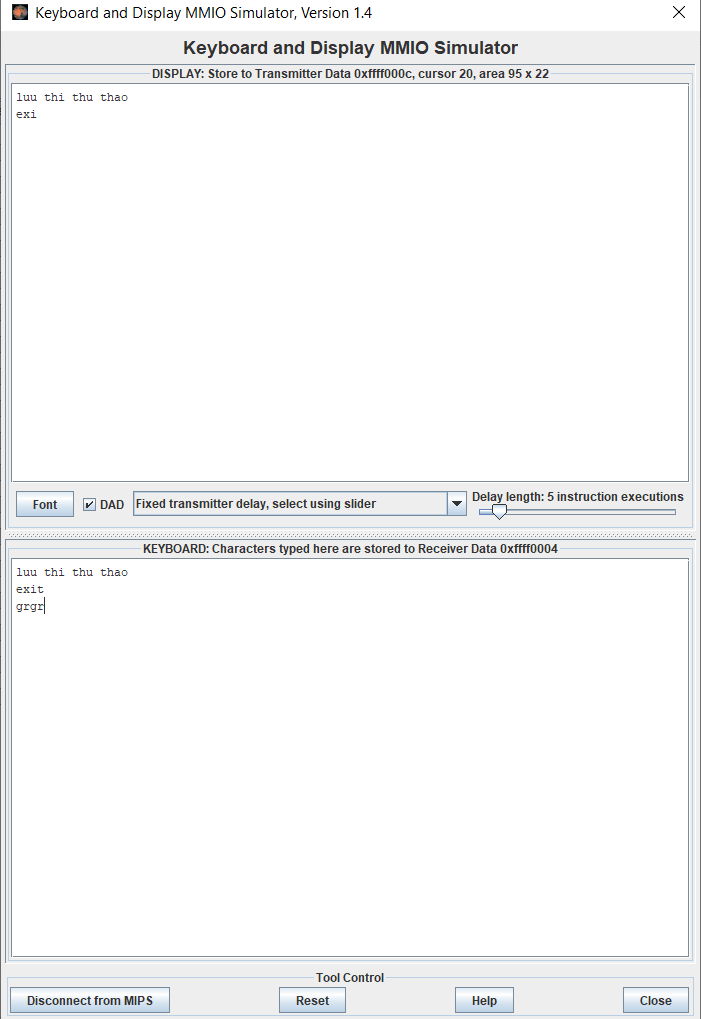 Keyboard and Display MMIO Simulator, Version 1.4
Keyboard and Display MMIO Simulator
DISPLAY: Store to Transmitter Data 0xffff000c, cursor 20, area 95 x 22
luu thi thu thao
exi
Font
DAD
Fixed transmitter delay, select using slider
Delay length: 5 instruction executions
KEYBOARD: Characters typed here are stored to Receiver Data 0xffff0004
luu thi thu thao
exit
grgr
Tool Control
Disconnect from MIPS
Reset
Help
Close